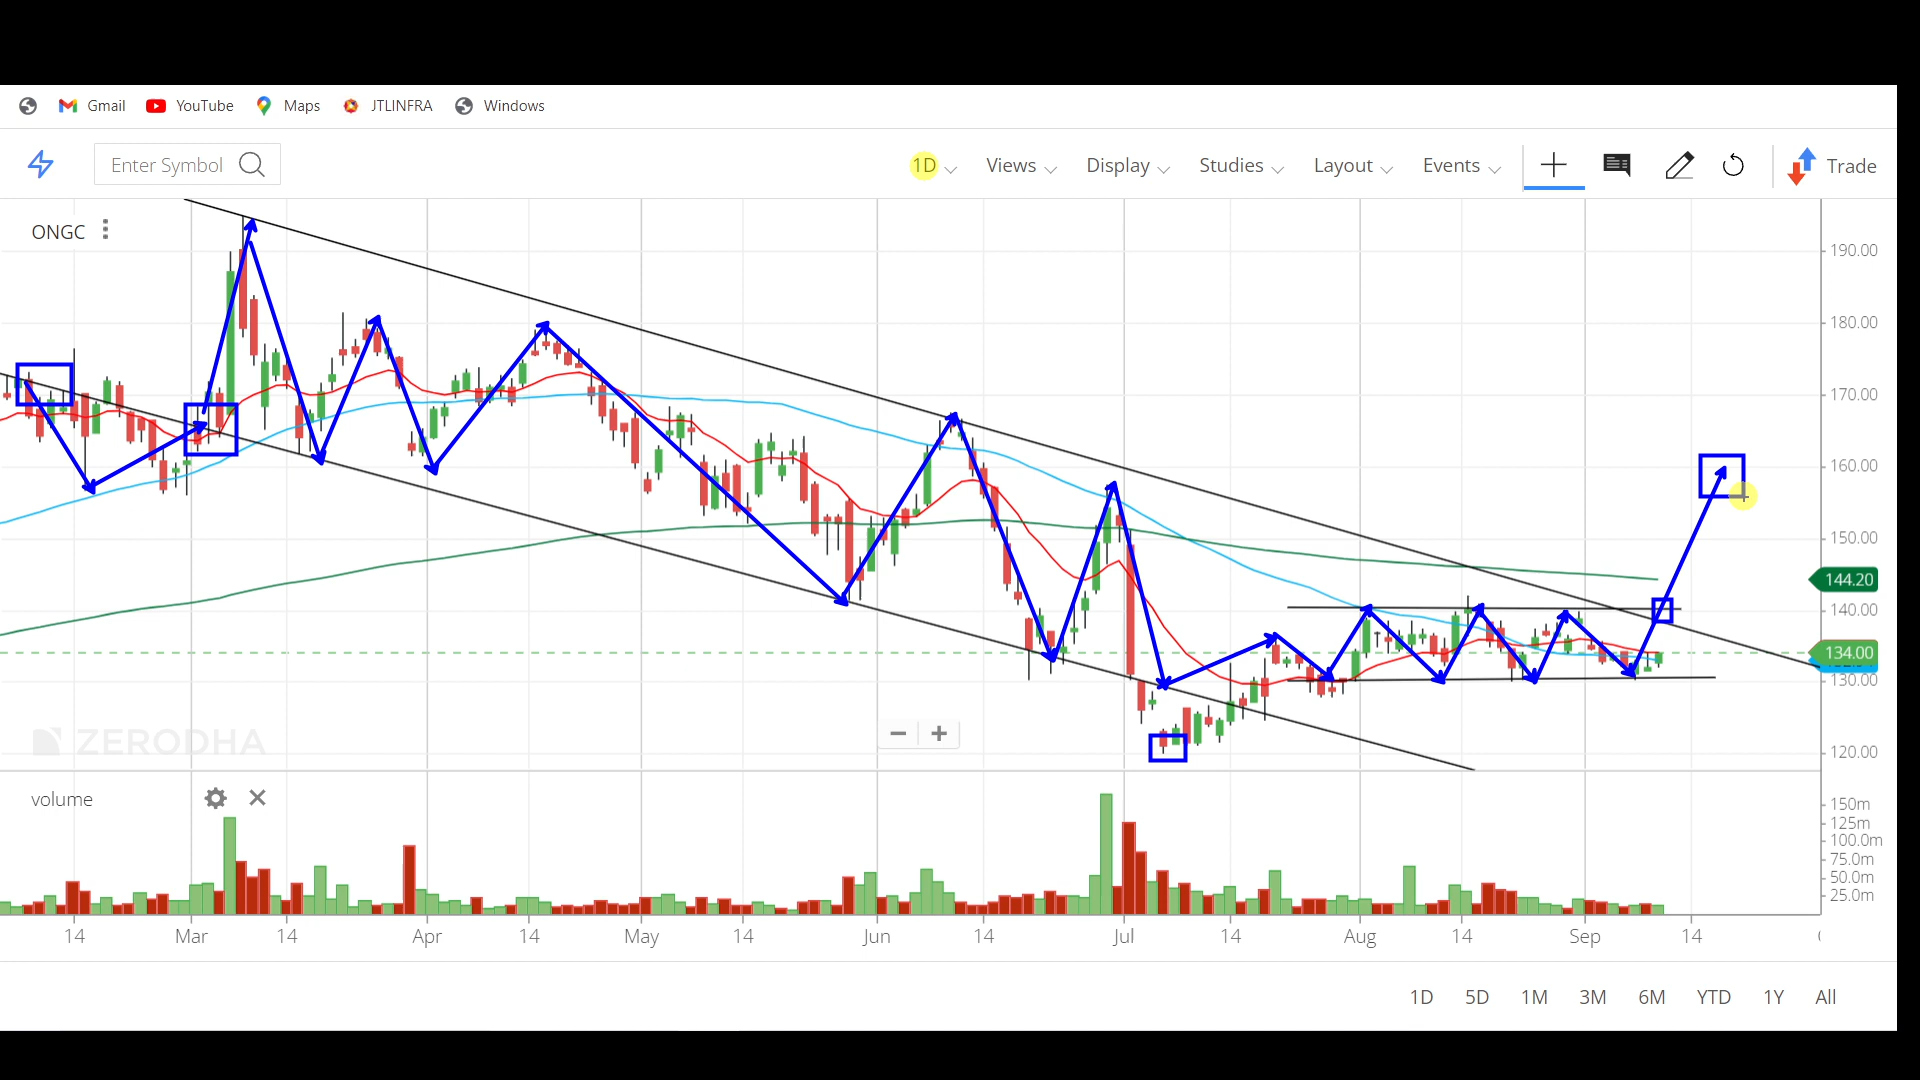 Gmail YouTube Maps JTLINFRA Windows
Enter Symbol 1D Views Display Studies Layout Events Trade
ONGC
190.00
180.00
170.00
160.00
150.00
144.20
140.00
134.00
130.00
120.00
ZERODHA
volume
150m
125m
100.0m
75.0m
50.0m
25.0m
14 Mar 14 Apr 14 May 14 Jun 14 Jul 14 Aug 14 Sep 14
1D 5D 1M 3M 6M YTD 1Y All